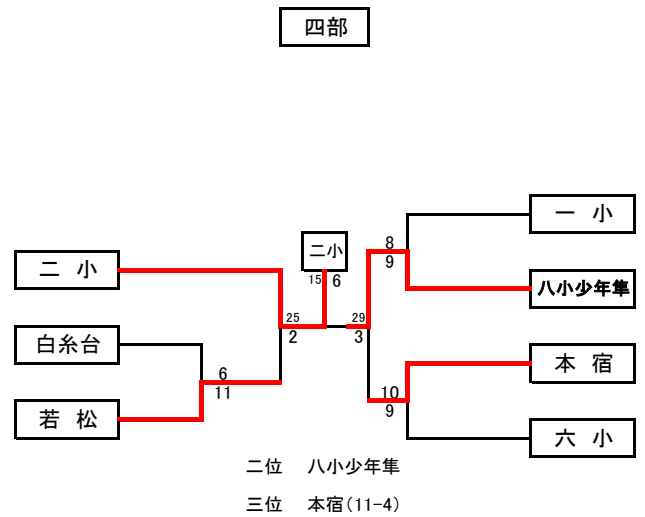 四部
一 小
8
9
二小
二 小
15 6
八小少年隼
25
2
29
3
白糸台
本 宿
6
11
10
9
若 松
六 小
二位 八小少年隼
三位 本宿(11-4)